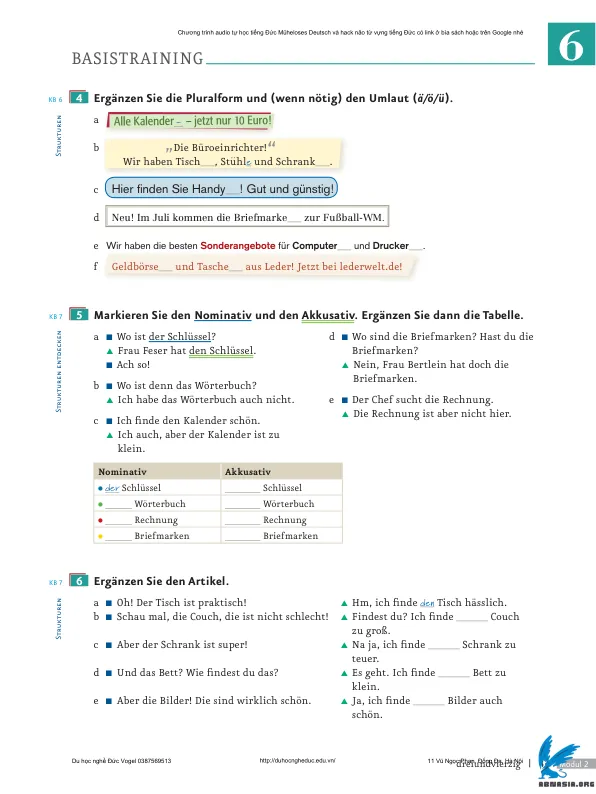 Chương trình audio tự học tiếng Đức Müheloses Deutsch và hack não từ vựng tiếng Đức có link ở bìa sách hoặc trên Google nhé
BASISTRAINING
6
KB 6
4 Ergänzen Sie die Pluralform und (wenn nötig) den Umlaut (ä/ö/ü).
STRUKTUREN
a Alle Kalender - – jetzt nur 10 Euro!
b „Die Büroeinrichter!“
Wir haben Tisch___, Stühle und Schrank___.
c Hier finden Sie Handy__! Gut und günstig!
d Neu! Im Juli kommen die Briefmarke___ zur Fußball-WM.
e Wir haben die besten Sonderangebote für Computer___ und Drucker___.
f Geldbörse___ und Tasche___ aus Leder! Jetzt bei lederwelt.de!
KB 7
5 Markieren Sie den Nominativ und den Akkusativ. Ergänzen Sie dann die Tabelle.
STRUKTUREN ENTDECKEN
a ■ Wo ist der Schlüssel?
▲ Frau Feser hat den Schlüssel.
■ Ach so!
b ■ Wo ist denn das Wörterbuch?
▲ Ich habe das Wörterbuch auch nicht.
c ■ Ich finde den Kalender schön.
▲ Ich auch, aber der Kalender ist zu
klein.
d ■ Wo sind die Briefmarken? Hast du die
Briefmarken?
▲ Nein, Frau Bertlein hat doch die
Briefmarken.
e ■ Der Chef sucht die Rechnung.
▲ Die Rechnung ist aber nicht hier.
Nominativ Akkusativ
● der Schlüssel ______ Schlüssel
● ______ Wörterbuch ______ Wörterbuch
● ______ Rechnung ______ Rechnung
● ______ Briefmarken ______ Briefmarken
KB 7
6 Ergänzen Sie den Artikel.
STRUKTUREN
a ■ Oh! Der Tisch ist praktisch! ▲ Hm, ich finde den Tisch hässlich.
b ■ Schau mal, die Couch, die ist nicht schlecht! ▲ Findest du? Ich finde ______ Couch
zu groß.
c ■ Aber der Schrank ist super! ▲ Na ja, ich finde ______ Schrank zu
teuer.
d ■ Und das Bett? Wie findest du das? ▲ Es geht. Ich finde ______ Bett zu
klein.
e ■ Aber die Bilder! Die sind wirklich schön. ▲ Ja, ich finde ______ Bilder auch
schön.
Du học nghề Đức Vogel 0387569513
http://duhocngheduc.edu.vn/
11 Vũ Ngọc Phan, Đống Đa, Hà Nội
dreiundvierzig | Modul 2